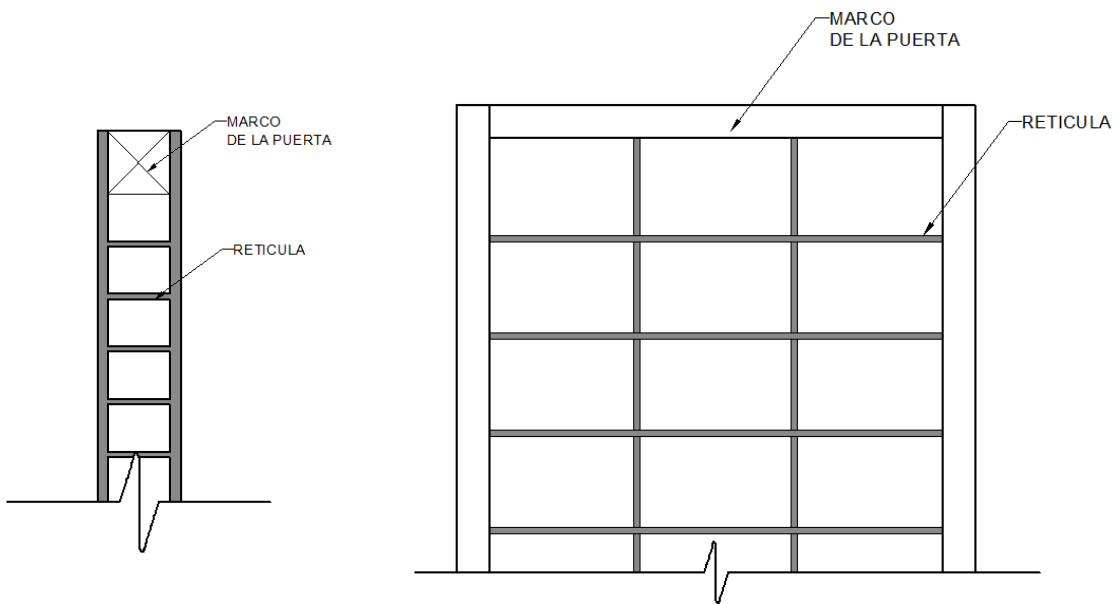 MARCO
DE LA PUERTA
RETICULA
MARCO
DE LA PUERTA
RETICULA